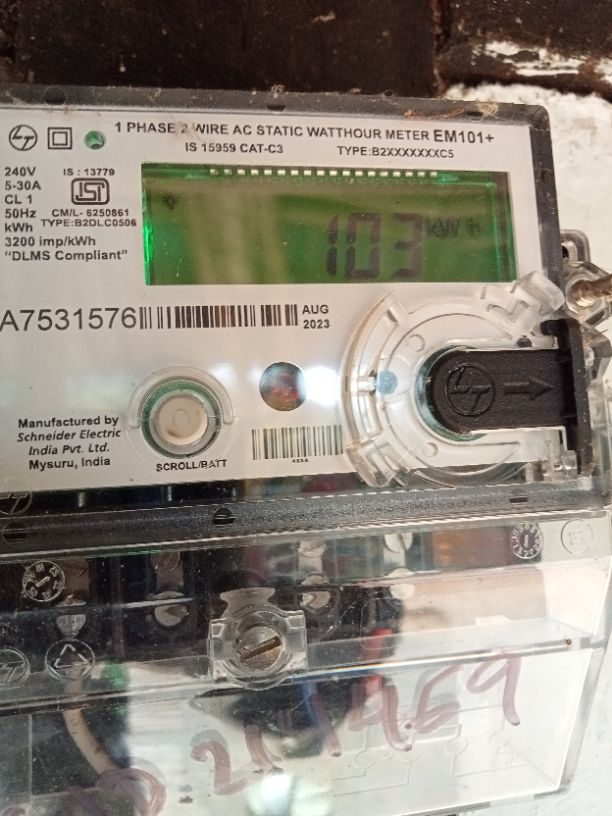 1 PHASE 2 WIRE AC STATIC WATTHOUR METER EM101+
IS 15959 CAT-C3 TYPE:B2XXXXXXXC5
240V
5-30A
CL 1
50Hz
kWh
3200 imp/kWh
"DLMS Compliant"
IS : 13779
ISI
CM/L- 6250861
TYPE:B2DLC0506
103 kWh
A7531576
AUG
2023
Manufactured by
Schneider Electric
India Pvt. Ltd.
Mysuru, India
SCROLL/BATT
LT